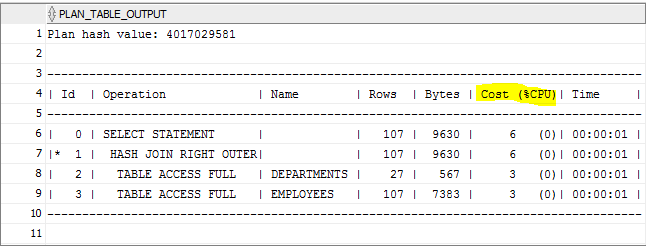 PLAN_TABLE_OUTPUT
1 Plan hash value: 4017029581
2
3 --------------------------------------------------------------------------------------
4 | Id  | Operation              | Name        | Rows  | Bytes | Cost (%CPU)| Time     |
5 --------------------------------------------------------------------------------------
6 |   0 | SELECT STATEMENT       |             |   107 |  9630 |     6   (0)| 00:00:01 |
7 |*  1 |  HASH JOIN RIGHT OUTER|             |   107 |  9630 |     6   (0)| 00:00:01 |
8 |   2 |   TABLE ACCESS FULL    | DEPARTMENTS |    27 |   567 |     3   (0)| 00:00:01 |
9 |   3 |   TABLE ACCESS FULL    | EMPLOYEES   |   107 |  7383 |     3   (0)| 00:00:01 |
10 --------------------------------------------------------------------------------------
11